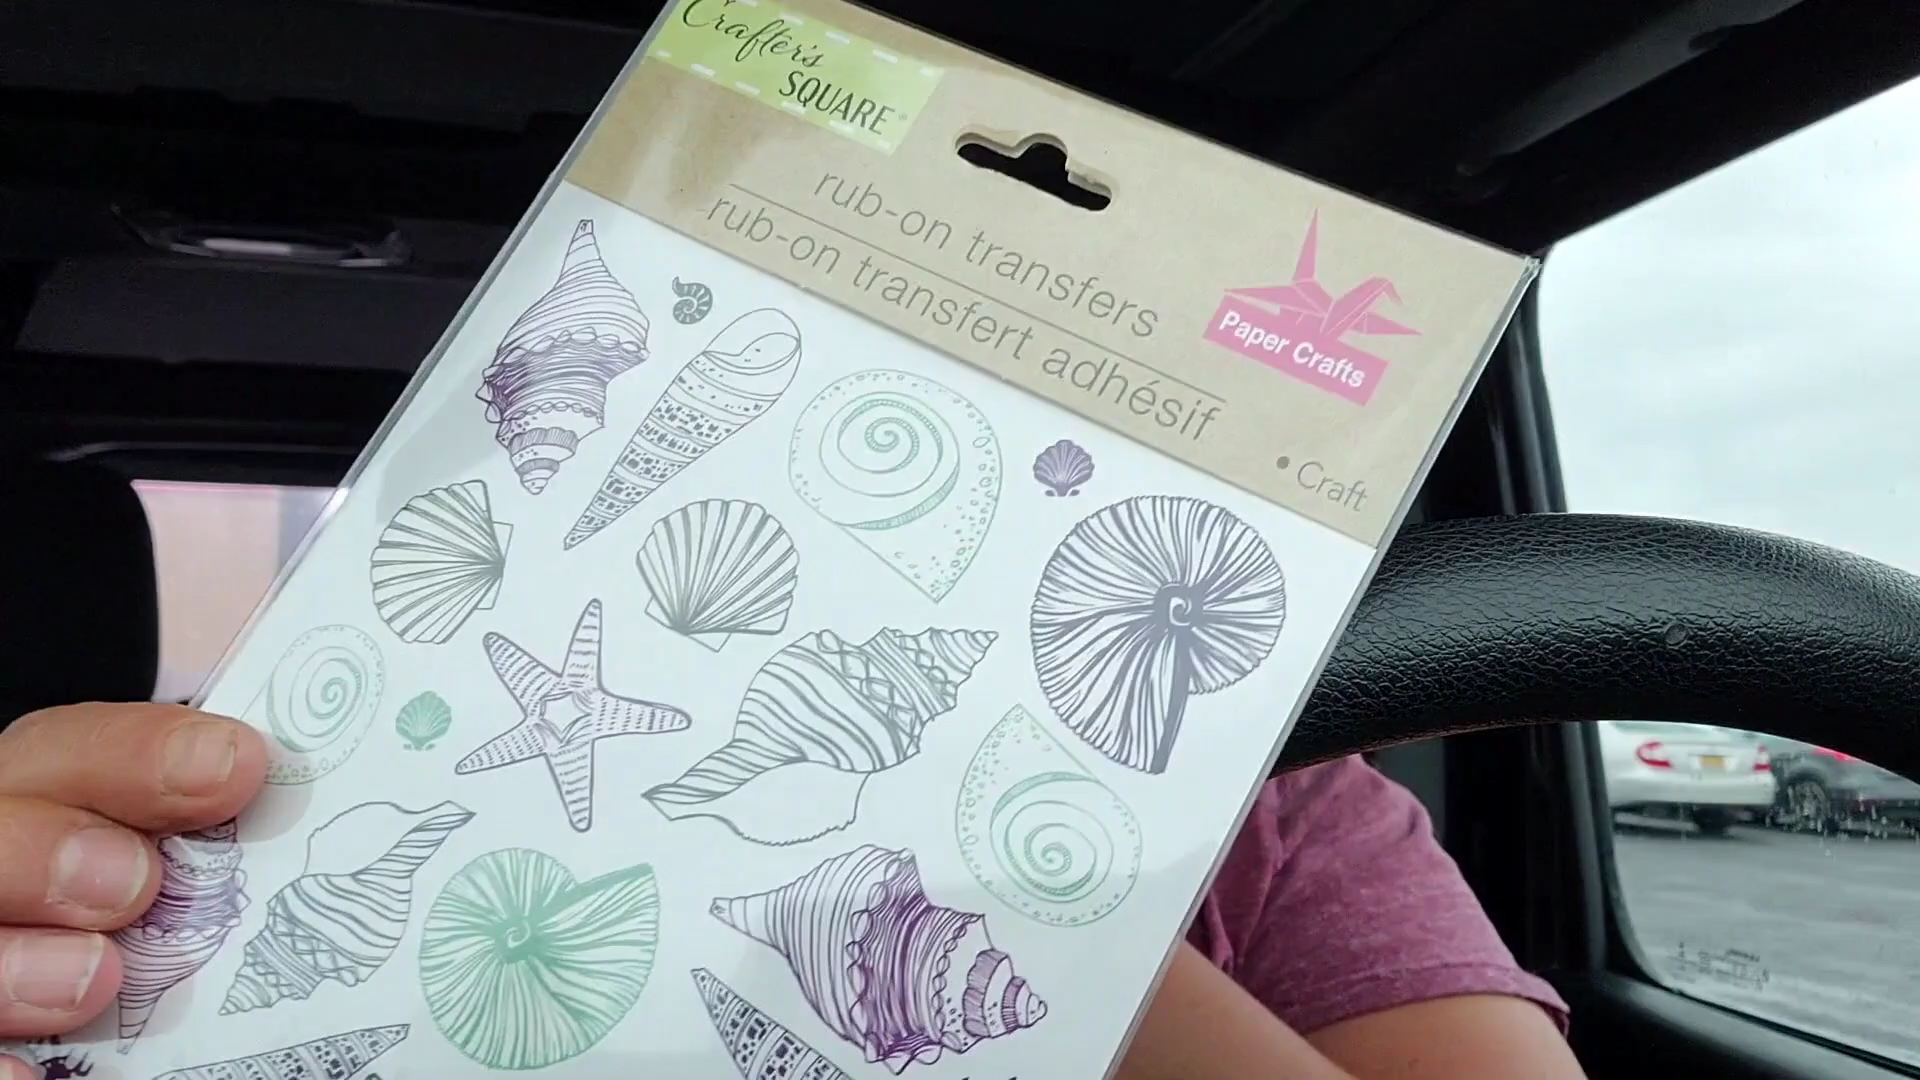 Crafter's
SQUARE
rub-on transfers
rub-on transfert adhésif
Paper Crafts
• Craft